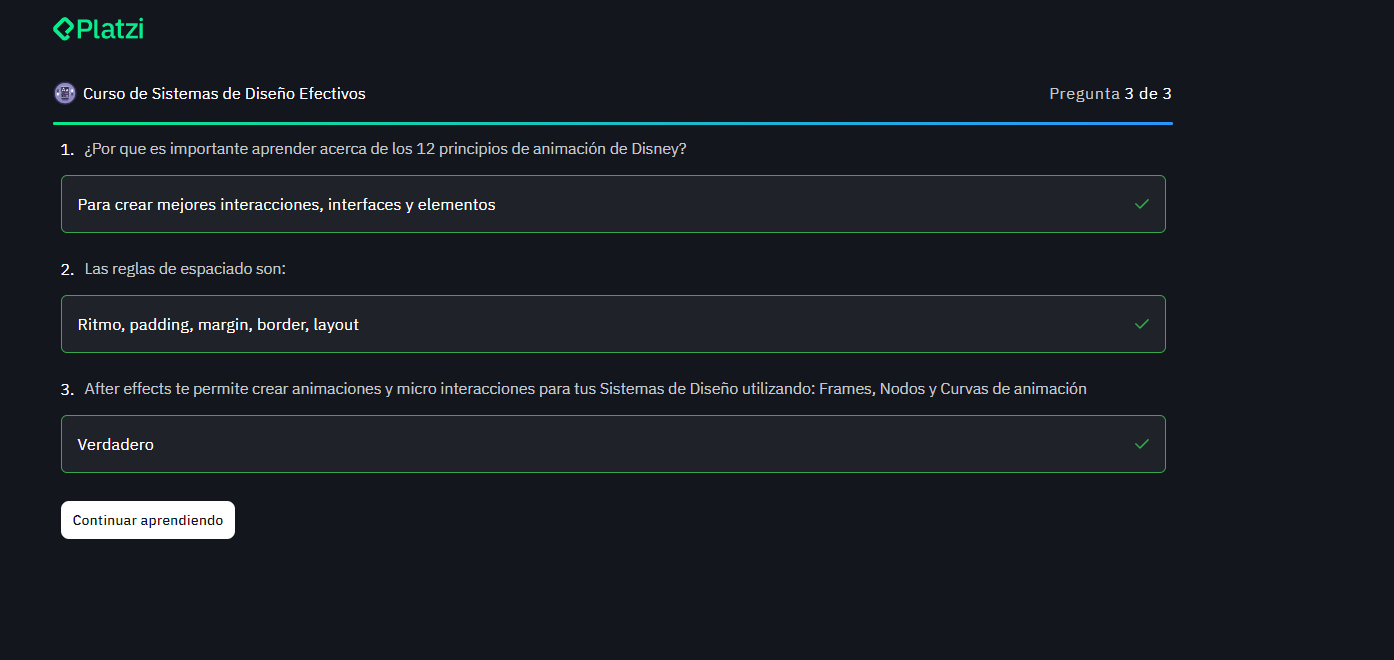 Platzi
Curso de Sistemas de Diseño Efectivos
Pregunta 3 de 3
1. ¿Por que es importante aprender acerca de los 12 principios de animación de Disney?
Para crear mejores interacciones, interfaces y elementos
2. Las reglas de espaciado son:
Ritmo, padding, margin, border, layout
3. After effects te permite crear animaciones y micro interacciones para tus Sistemas de Diseño utilizando: Frames, Nodos y Curvas de animación
Verdadero
Continuar aprendiendo